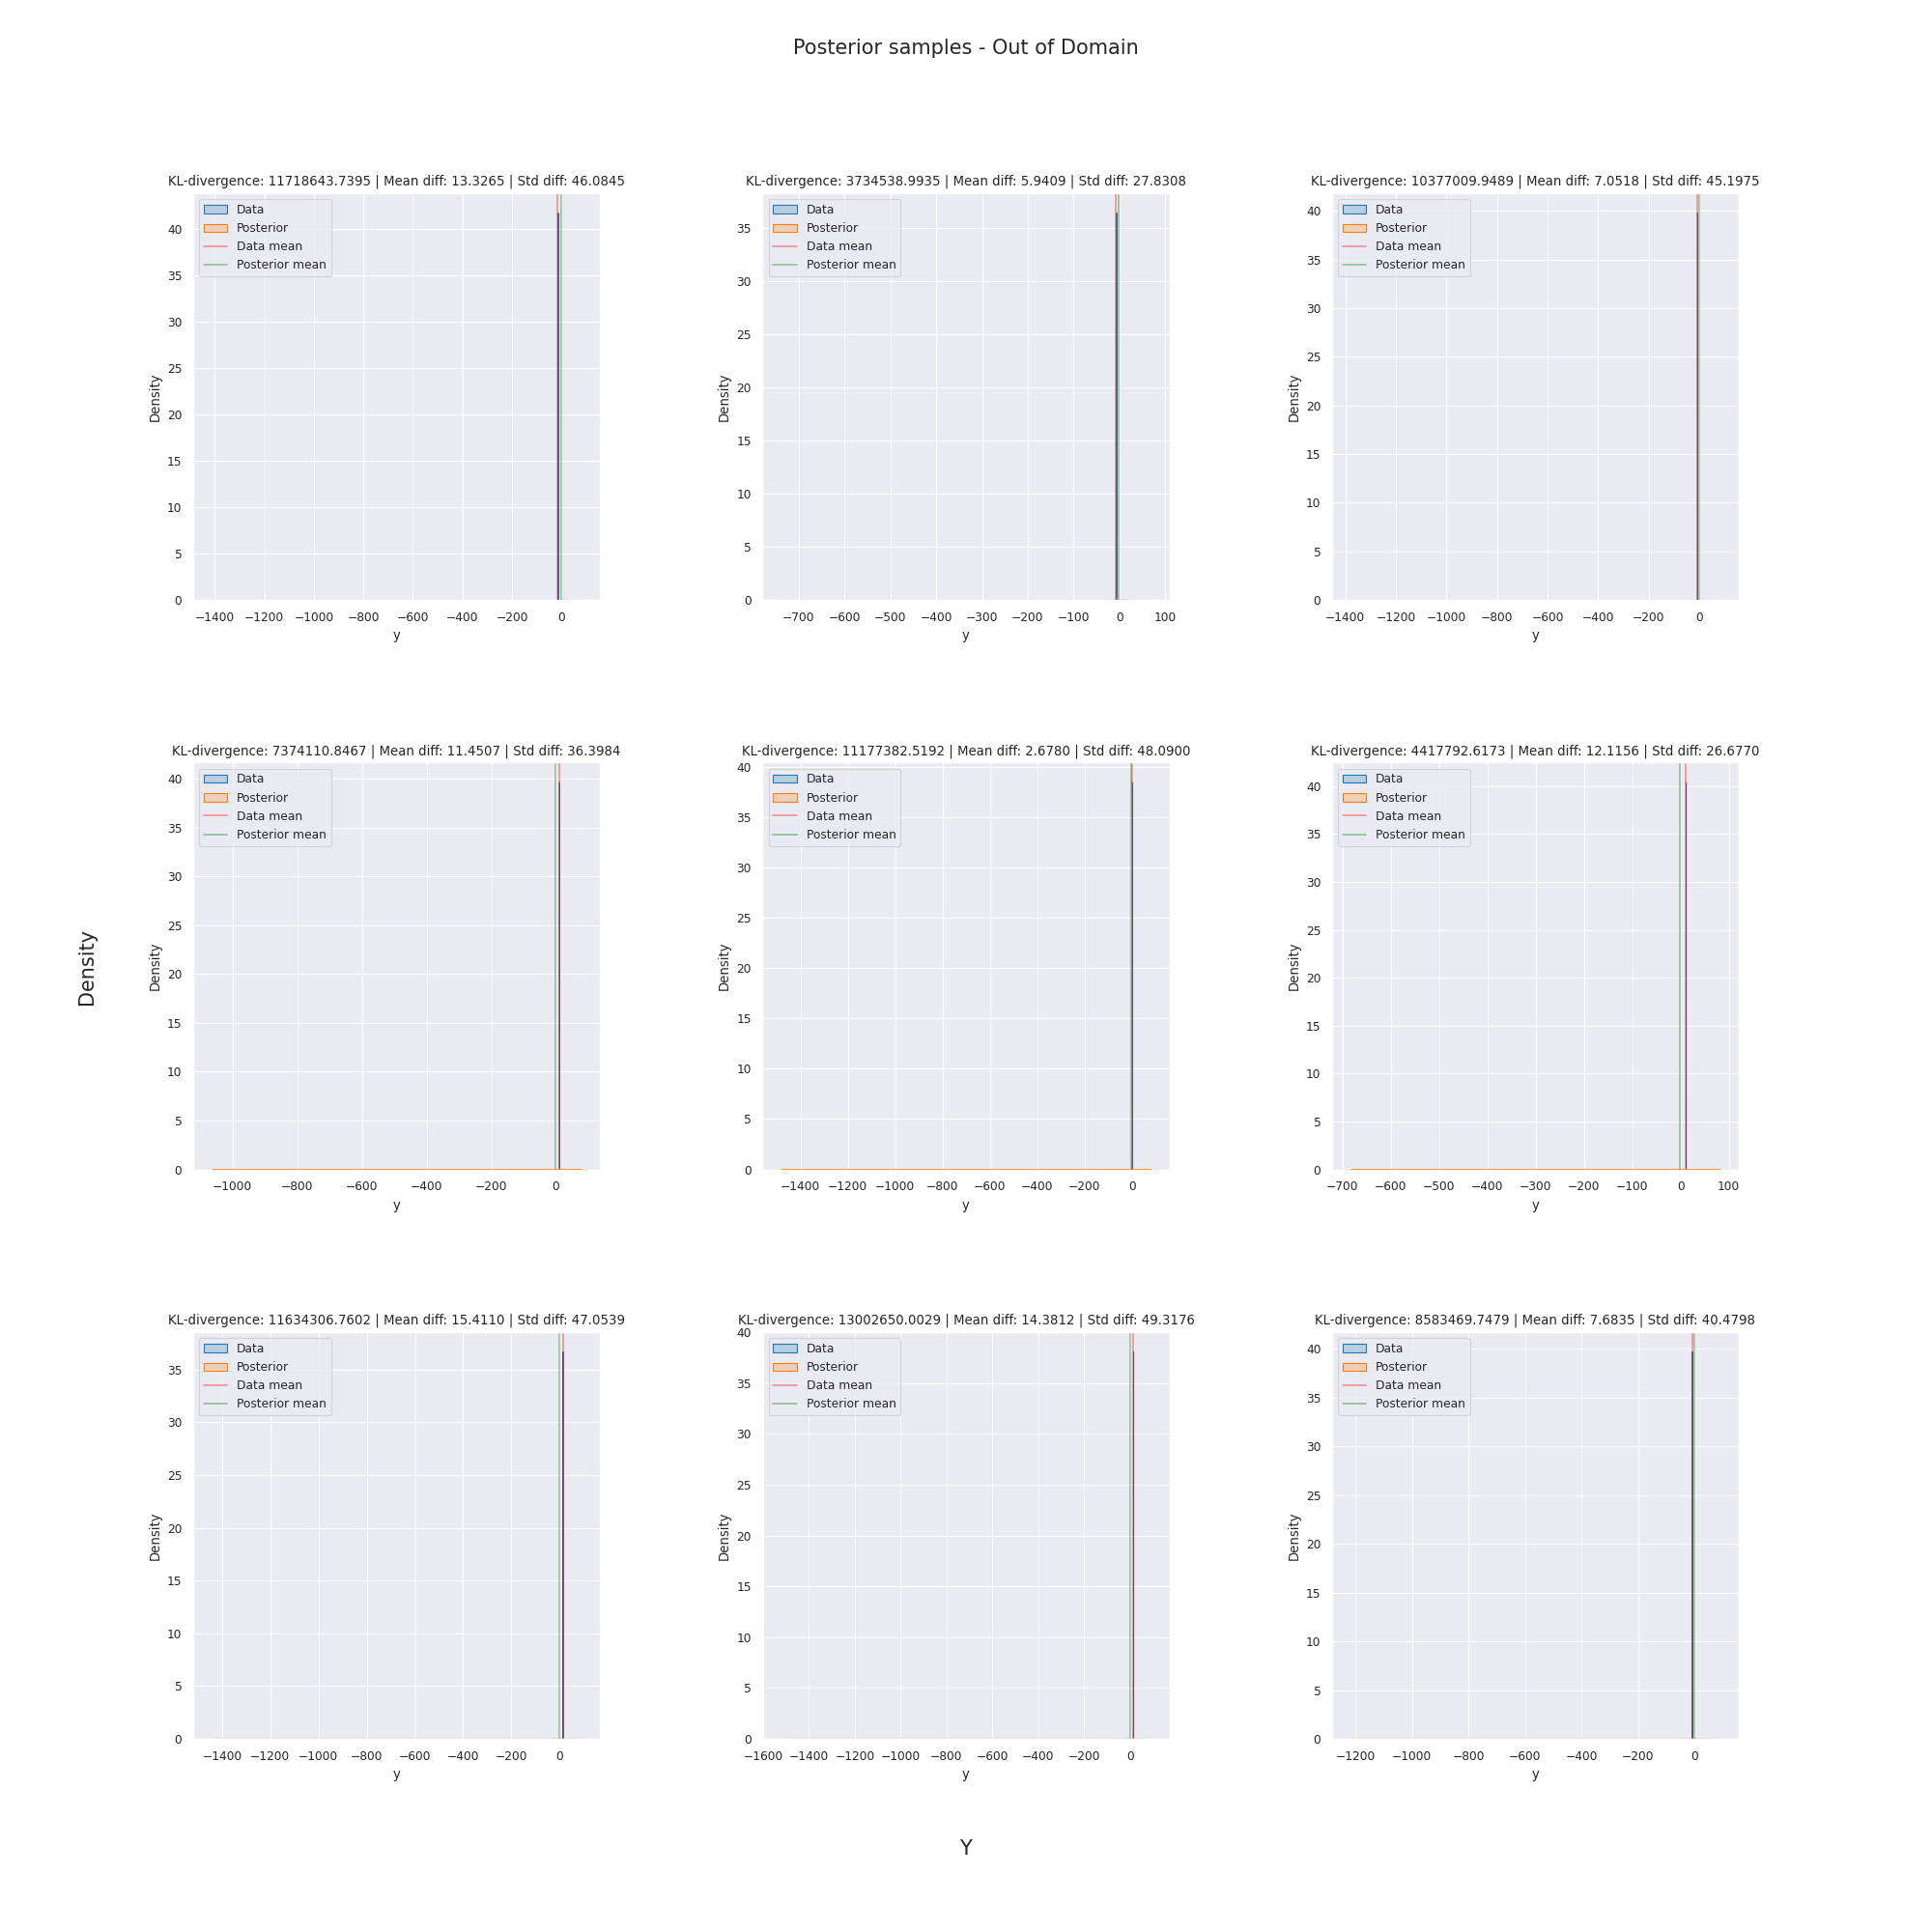 Posterior samples - Out of Domain
KL-divergence: 11718643.7395 | Mean diff: 13.3265 | Std diff: 46.0845
Data
Posterior
Data mean
Posterior mean
Density
40
35
30
25
20
15
10
5
0
−1400 −1200 −1000 −800 −600 −400 −200 0
y
KL-divergence: 3734538.9935 | Mean diff: 5.9409 | Std diff: 27.8308
Data
Posterior
Data mean
Posterior mean
Density
35
30
25
20
15
10
5
0
−700 −600 −500 −400 −300 −200 −100 0 100
y
KL-divergence: 10377009.9489 | Mean diff: 7.0518 | Std diff: 45.1975
Data
Posterior
Data mean
Posterior mean
Density
40
35
30
25
20
15
10
5
0
−1400 −1200 −1000 −800 −600 −400 −200 0
y
Density
KL-divergence: 7374110.8467 | Mean diff: 11.4507 | Std diff: 36.3984
Data
Posterior
Data mean
Posterior mean
Density
40
35
30
25
20
15
10
5
0
−1000 −800 −600 −400 −200 0
y
KL-divergence: 11177382.5192 | Mean diff: 2.6780 | Std diff: 48.0900
Data
Posterior
Data mean
Posterior mean
Density
40
35
30
25
20
15
10
5
0
−1400 −1200 −1000 −800 −600 −400 −200 0
y
KL-divergence: 4417792.6173 | Mean diff: 12.1156 | Std diff: 26.6770
Data
Posterior
Data mean
Posterior mean
Density
40
35
30
25
20
15
10
5
0
−700 −600 −500 −400 −300 −200 −100 0 100
y
KL-divergence: 11634306.7602 | Mean diff: 15.4110 | Std diff: 47.0539
Data
Posterior
Data mean
Posterior mean
Density
35
30
25
20
15
10
5
0
−1400 −1200 −1000 −800 −600 −400 −200 0
y
KL-divergence: 13002650.0029 | Mean diff: 14.3812 | Std diff: 49.3176
Data
Posterior
Data mean
Posterior mean
Density
40
35
30
25
20
15
10
5
0
−1600 −1400 −1200 −1000 −800 −600 −400 −200 0
y
KL-divergence: 8583469.7479 | Mean diff: 7.6835 | Std diff: 40.4798
Data
Posterior
Data mean
Posterior mean
Density
40
35
30
25
20
15
10
5
0
−1200 −1000 −800 −600 −400 −200 0
y
Y